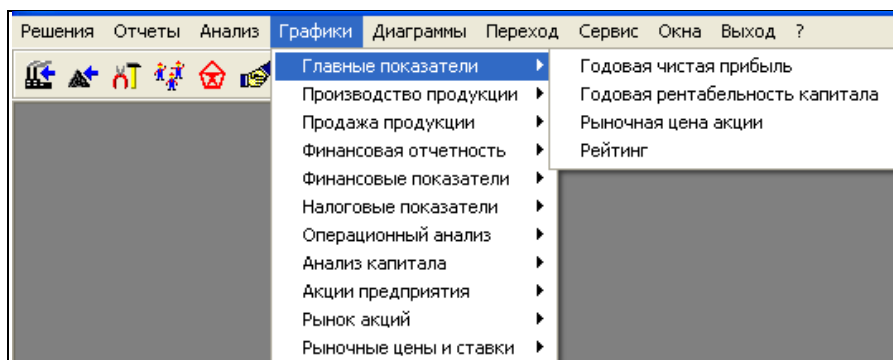 Решения Отчеты Анализ Графики Диаграммы Переход Сервис Окна Выход ?
Главные показатели
Производство продукции
Продажа продукции
Финансовая отчетность
Финансовые показатели
Налоговые показатели
Операционный анализ
Анализ капитала
Акции предприятия
Рынок акций
Рыночные цены и ставки
Годовая чистая прибыль
Годовая рентабельность капитала
Рыночная цена акции
Рейтинг